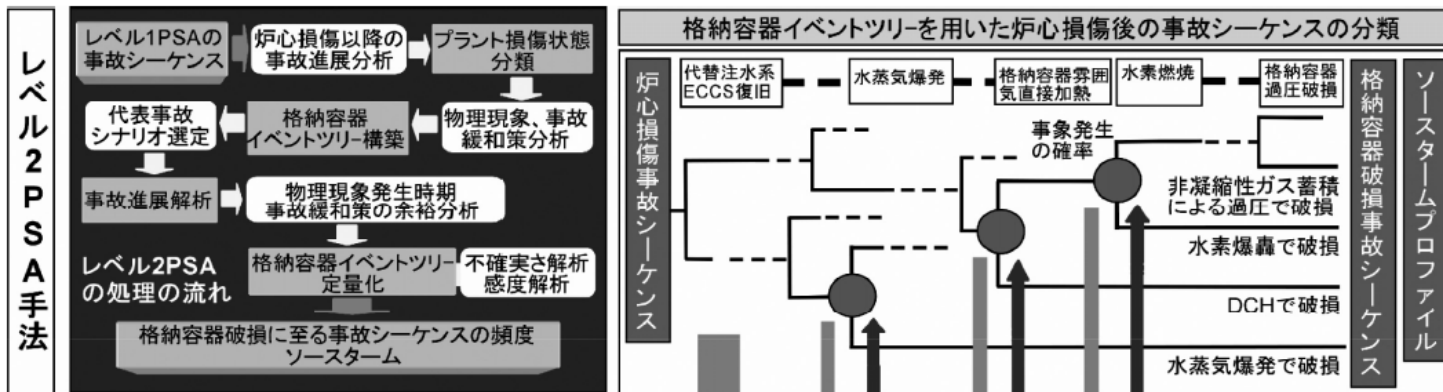 レベル2PSA手法
レベル1PSAの
事故シーケンス
炉心損傷以降の
事故進展分析
プラント損傷状態
分類
代表事故
シナリオ選定
格納容器
イベントツリー構築
物理現象、事故
緩和策分析
事故進展解析
物理現象発生時期
事故緩和策の余裕分析
レベル2PSA
の処理の流れ
格納容器イベントツリー
定量化
不確実さ解析
感度解析
格納容器破損に至る事故シーケンスの頻度
ソースターム
格納容器イベントツリーを用いた炉心損傷後の事故シーケンスの分類
炉心損傷事故シーケンス
代替注水系
ECCS復旧
水蒸気爆発
格納容器雰囲
気直接加熱
水素燃焼
格納容器
過圧破損
事象発生
の確率
非凝縮性ガス蓄積
による過圧で破損
水素爆轟で破損
DCHで破損
水蒸気爆発で破損
格納容器破損事故シーケンス
ソースタームプロファイル